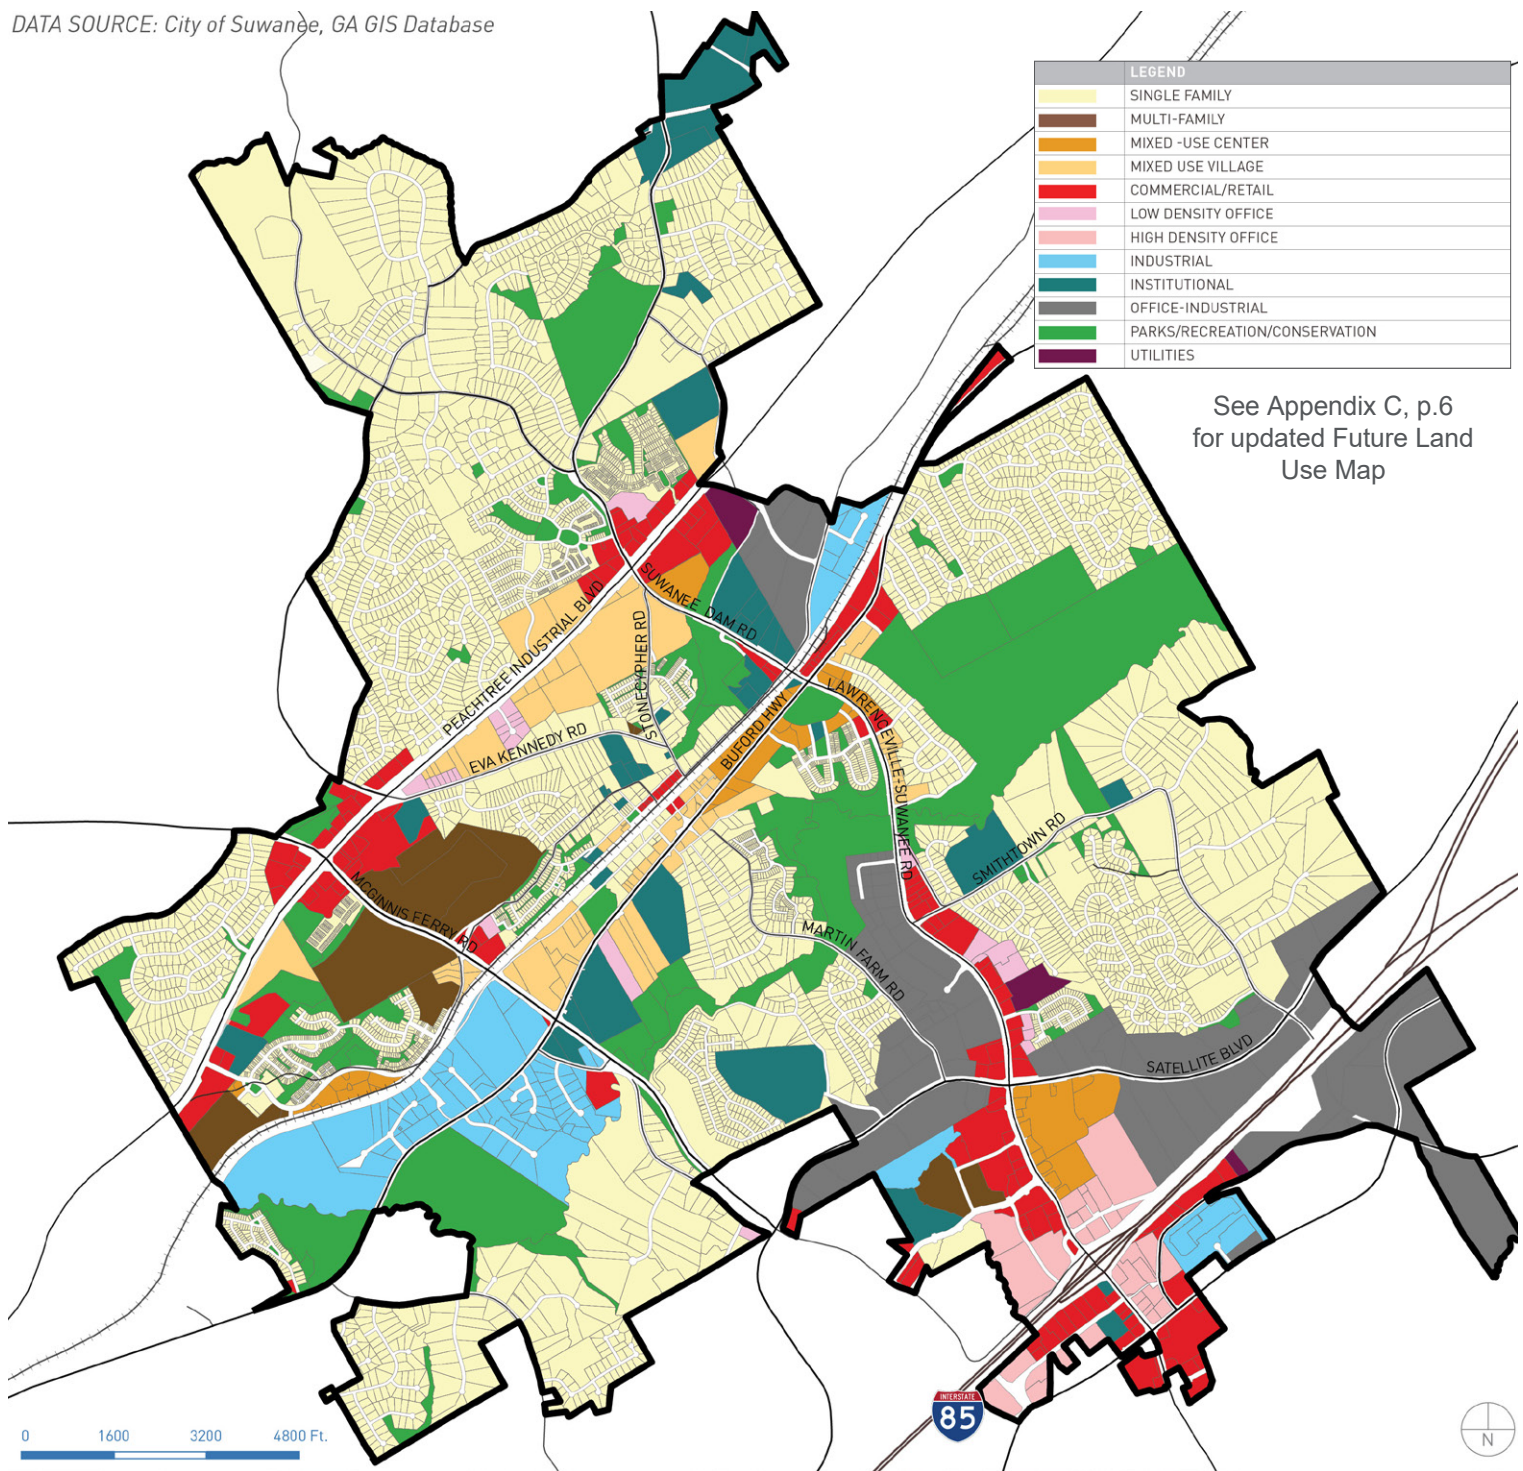 DATA SOURCE: City of Suwanee, GA GIS Database
LEGEND
SINGLE FAMILY
MULTI-FAMILY
MIXED -USE CENTER
MIXED USE VILLAGE
COMMERCIAL/RETAIL
LOW DENSITY OFFICE
HIGH DENSITY OFFICE
INDUSTRIAL
INSTITUTIONAL
OFFICE-INDUSTRIAL
PARKS/RECREATION/CONSERVATION
UTILITIES
See Appendix C, p.6
for updated Future Land
Use Map
SUWANEE DAM RD
PEACHTREE INDUSTRIAL BLVD
STONECYPHER RD
EVA KENNEDY RD
BUFORD HWY
LAWRENCEVILLE-SUWANEE RD
SMITHTOWN RD
MCGINNIS FERRY RD
MARTIN FARM RD
SATELLITE BLVD
INTERSTATE
85
0 1600 3200 4800 Ft.
N